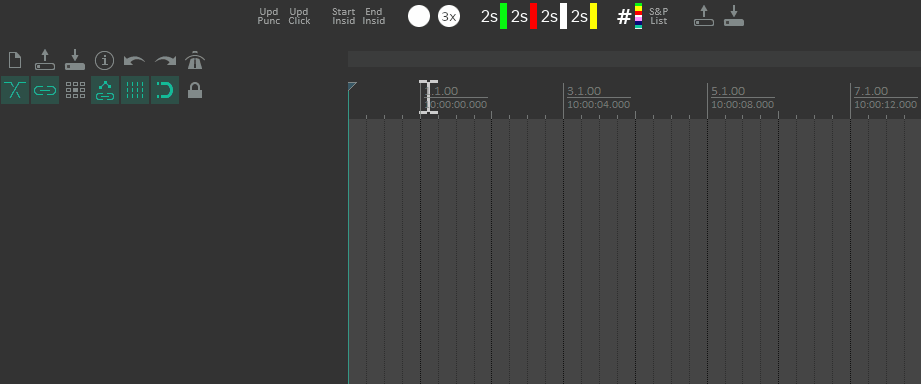 Upd Punc
Upd Click
Start Insid
End Insid
3x
2s
2s
2s
2s
#
S&P List
i
.1.00
10:00:00.000
3.1.00
10:00:04.000
5.1.00
10:00:08.000
7.1.00
10:00:12.000